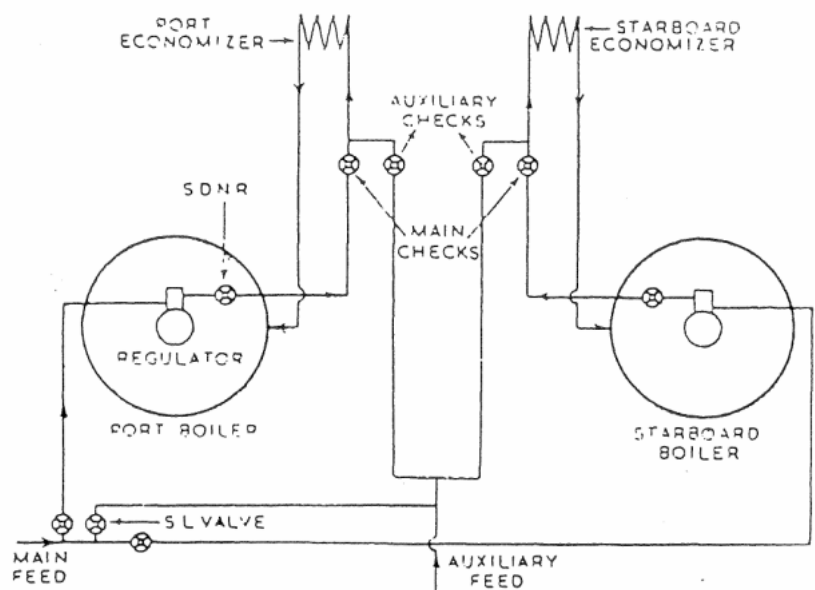 PORT
ECONOMIZER
STARBOARD
ECONOMIZER
AUXILIARY
CHECKS
SDNR
MAIN
CHECKS
REGULATOR
PORT BOILER
STARBOARD
BOILER
S L VALVE
MAIN
FEED
AUXILIARY
FEED